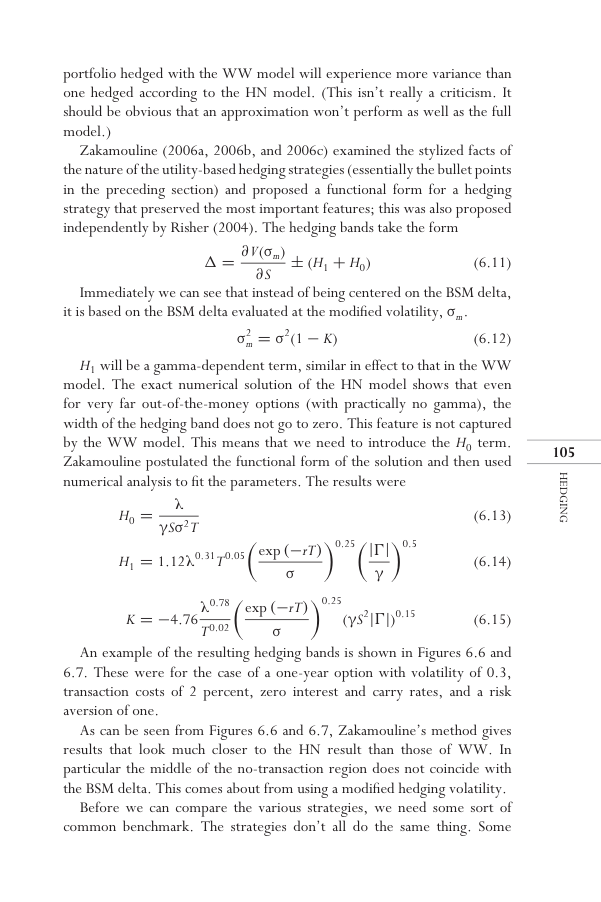 portfolio hedged with the WW model will experience more variance than
one hedged according to the HN model. (This isn't really a criticism. It
should be obvious that an approximation won't perform as well as the full
model.)
Zakamouline (2006a, 2006b, and 2006c) examined the stylized facts of
the nature of the utility-based hedging strategies (essentially the bullet points
in the preceding section) and proposed a functional form for a hedging
strategy that preserved the most important features; this was also proposed
independently by Risher (2004). The hedging bands take the form
Δ = ∂V(σₘ)/∂S ± (H₁ + H₀) (6.11)
Immediately we can see that instead of being centered on the BSM delta,
it is based on the BSM delta evaluated at the modified volatility, σₘ.
σₘ² = σ²(1 − K) (6.12)
H₁ will be a gamma-dependent term, similar in effect to that in the WW
model. The exact numerical solution of the HN model shows that even
for very far out-of-the-money options (with practically no gamma), the
width of the hedging band does not go to zero. This feature is not captured
by the WW model. This means that we need to introduce the H₀ term.
Zakamouline postulated the functional form of the solution and then used
numerical analysis to fit the parameters. The results were
H₀ = λ/(γSσ²T) (6.13)
H₁ = 1.12λ^0.31 T^0.05 (exp (−rT)/σ)^0.25 (|Γ|/γ)^0.5 (6.14)
K = −4.76 λ^0.78/T^0.02 (exp (−rT)/σ)^0.25 (γS²|Γ|)^0.15 (6.15)
An example of the resulting hedging bands is shown in Figures 6.6 and
6.7. These were for the case of a one-year option with volatility of 0.3,
transaction costs of 2 percent, zero interest and carry rates, and a risk
aversion of one.
As can be seen from Figures 6.6 and 6.7, Zakamouline's method gives
results that look much closer to the HN result than those of WW. In
particular the middle of the no-transaction region does not coincide with
the BSM delta. This comes about from using a modified hedging volatility.
Before we can compare the various strategies, we need some sort of
common benchmark. The strategies don't all do the same thing. Some
105
HEDGING